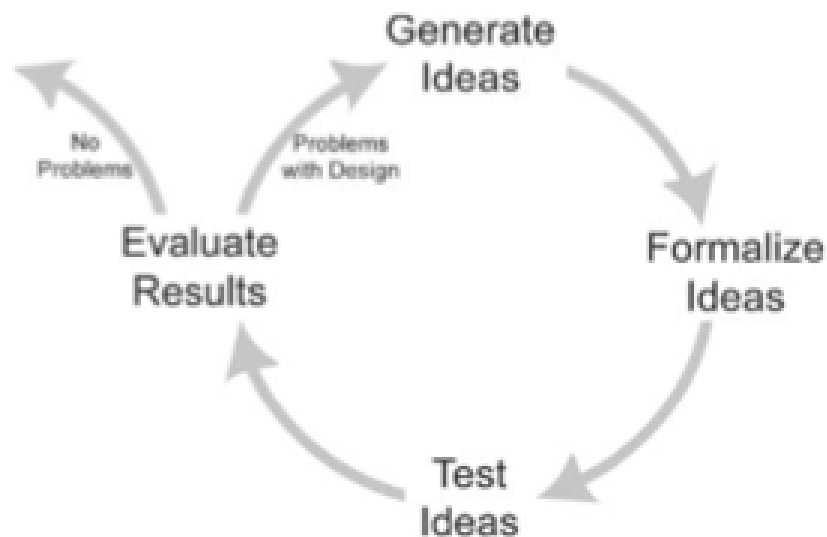 Generate
Ideas
No
Problems
Problems
with Design
Evaluate
Results
Formalize
Ideas
Test
Ideas